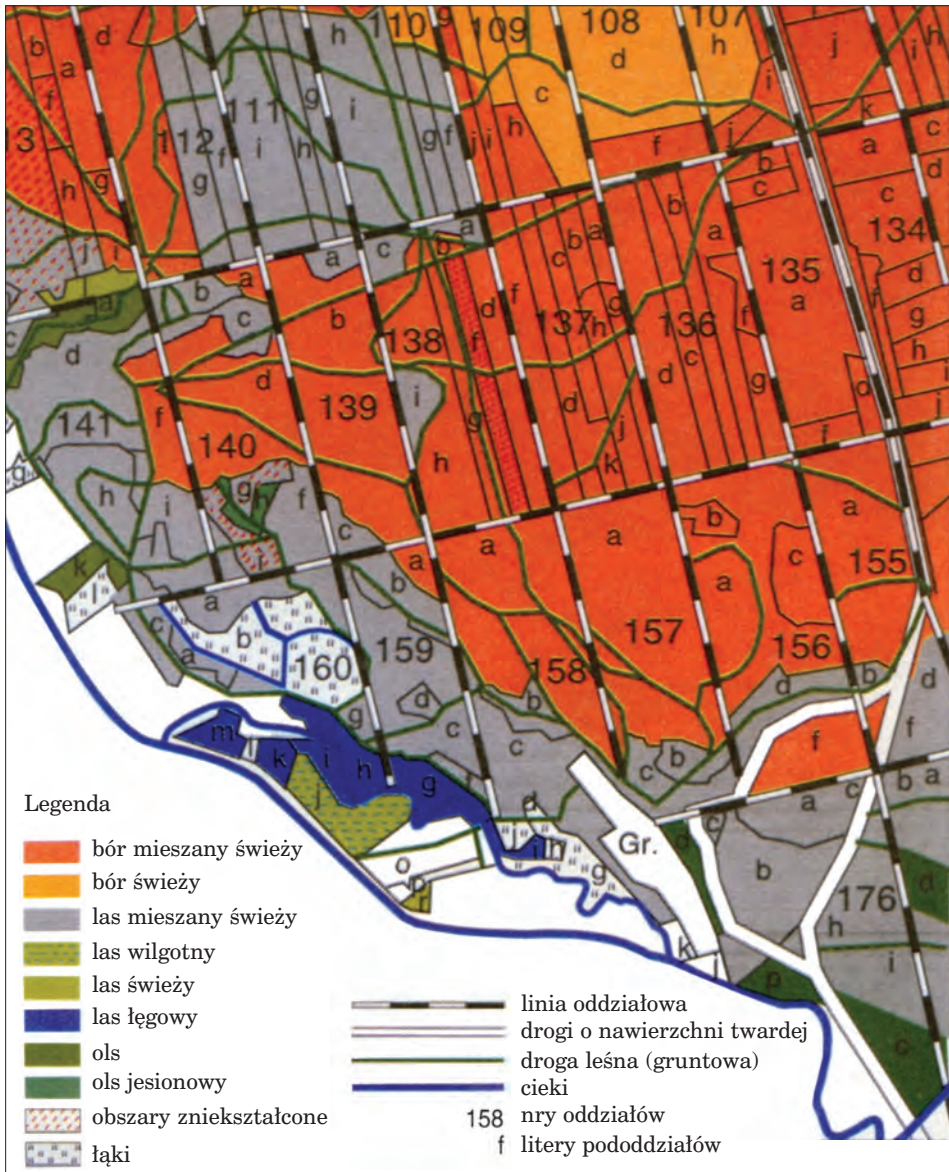 b d h 110 109 108 107 h
a g i d j i h
f 111 g c i
13 112 i h i g f j i h f j k a c
h g g f i h b c a d
j i a c b a b a c 134
a b a c f d f c b a b a 135 f d
c d c b 138 f 137 g h 136 f a g
141 f d 139 i g d j c g d h i j
g h 140 h k f
i g h f c a a b a c a 155
k l a b 157 156
c a b 160 159 d 158 b d b d
g c c c b f f
m l k i h g f d a c b a
j j i h g Gr. d c b d
o p r k j p h 176 i c
Legenda
bór mieszany świeży
bór świeży
las mieszany świeży
las wilgotny
las świeży
las łęgowy
ols
ols jesionowy
obszary zniekształcone
łąki
linia oddziałowa
drogi o nawierzchni twardej
droga leśna (gruntowa)
cieki
158 nry oddziałów
f litery pododdziałów